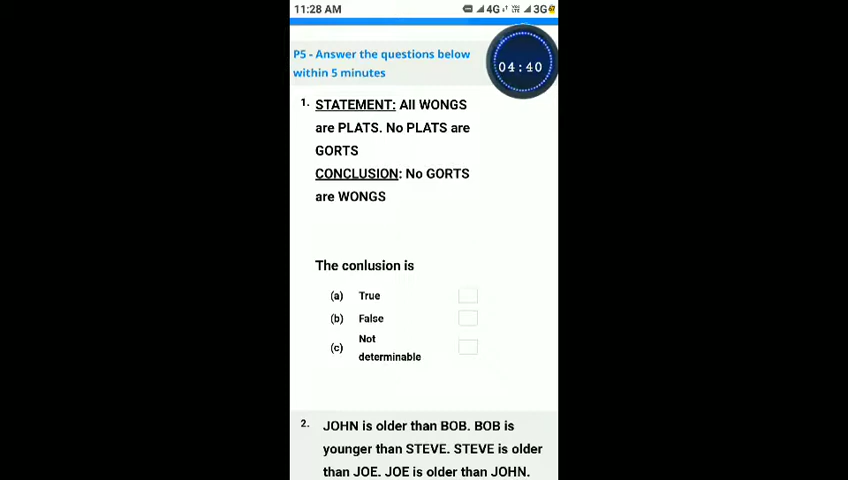 11:28 AM 4G 3G 67
P5 - Answer the questions below
within 5 minutes
04:40
1. STATEMENT: All WONGS
are PLATS. No PLATS are
GORTS
CONCLUSION: No GORTS
are WONGS
The conlusion is
(a) True
(b) False
(c) Not
determinable
2. JOHN is older than BOB. BOB is
younger than STEVE. STEVE is older
than JOE. JOE is older than JOHN.